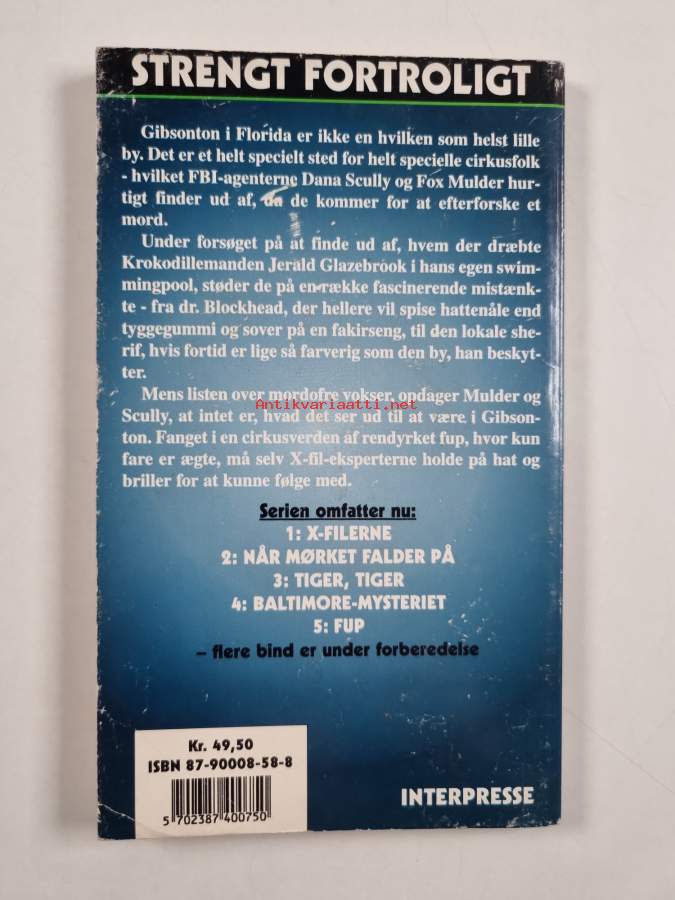 STRENGT FORTROLIGT
Gibsonton i Florida er ikke en hvilken som helst lille
by. Det er et helt specielt sted for helt specielle cirkusfolk
- hvilket FBI-agenterne Dana Scully og Fox Mulder hur-
tigt finder ud af, da de kommer for at efterforske et
mord.
Under forsøget på at finde ud af, hvem der dræbte
Krokodillemanden Jerald Glazebrook i hans egen swim-
mingpool, støder de på en række fascinerende mistænk-
te - fra dr. Blockhead, der hellere vil spise hattenåle end
tyggegummi og sover på en fakirseng, til den lokale she-
rif, hvis fortid er lige så farverig som den by, han beskyt-
ter.
Mens listen over mordofre vokser, opdager Mulder og
Scully, at intet er, hvad det ser ud til at være i Gibson-
ton. Fanget i en cirkusverden af rendyrket fup, hvor kun
fare er ægte, må selv X-fil-eksperterne holde på hat og
briller for at kunne følge med.
Antikvariaatti.net
Serien omfatter nu:
1: X-FILERNE
2: NÅR MØRKET FALDER PÅ
3: TIGER, TIGER
4: BALTIMORE-MYSTERIET
5: FUP
– flere bind er under forberedelse
Kr. 49,50
ISBN 87-90008-58-8
5 702387 400750
INTERPRESSE